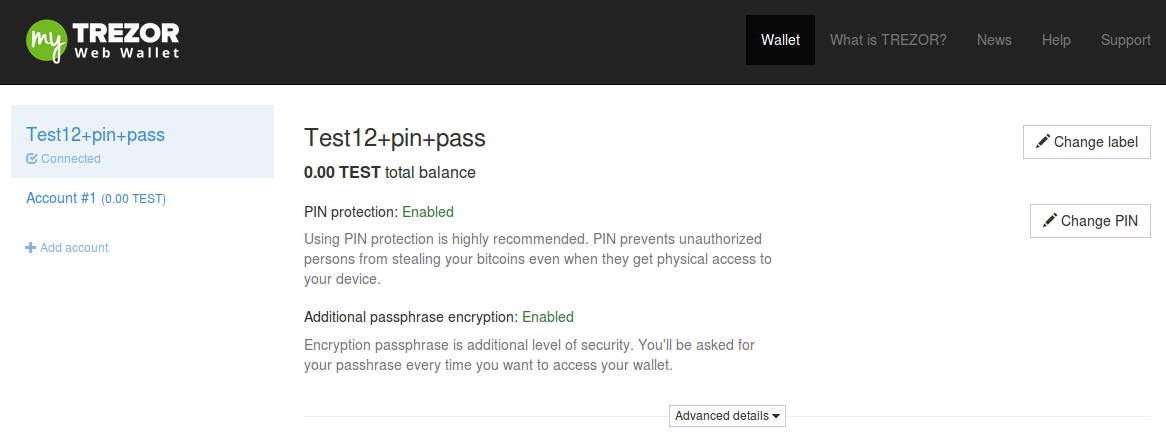 my TREZOR
Web Wallet
Wallet
What is TREZOR?
News
Help
Support
Test12+pin+pass
Connected
Account #1 (0.00 TEST)
Add account
Test12+pin+pass
Change label
0.00 TEST total balance
PIN protection: Enabled
Change PIN
Using PIN protection is highly recommended. PIN prevents unauthorized
persons from stealing your bitcoins even when they get physical access to
your device.
Additional passphrase encryption: Enabled
Encryption passphrase is additional level of security. You'll be asked for
your passhrase every time you want to access your wallet.
Advanced details